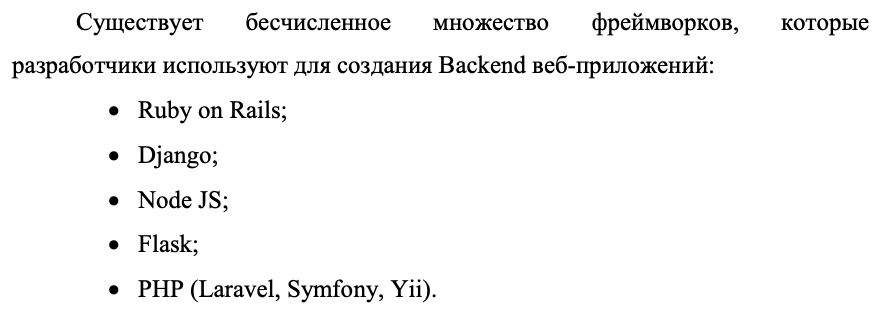 Существует бесчисленное множество фреймворков, которые
разработчики используют для создания Backend веб-приложений:
• Ruby on Rails;
• Django;
• Node JS;
• Flask;
• PHP (Laravel, Symfony, Yii).